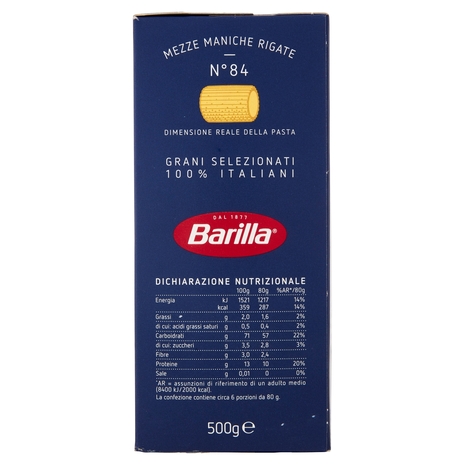 MEZZE MANICHE RIGATE
N°84
DIMENSIONE REALE DELLA PASTA
GRANI SELEZIONATI
100% ITALIANI
DAL 1877
Barilla
DICHIARAZIONE NUTRIZIONALE
100g 80g %AR*/80g
Energia kJ 1521 1217 14%
kcal 359 287 14%
Grassi g 2,0 1,6 2%
di cui: acidi grassi saturi g 0,5 0,4 2%
Carboidrati g 71 57 22%
di cui: zuccheri g 3,5 2,8 3%
Fibre g 3,0 2,4
Proteine g 13 10 20%
Sale g 0,01 0 0%
*AR = assunzioni di riferimento di un adulto medio
(8400 kJ/2000 kcal).
La confezione contiene circa 6 porzioni da 80 g.
500g e